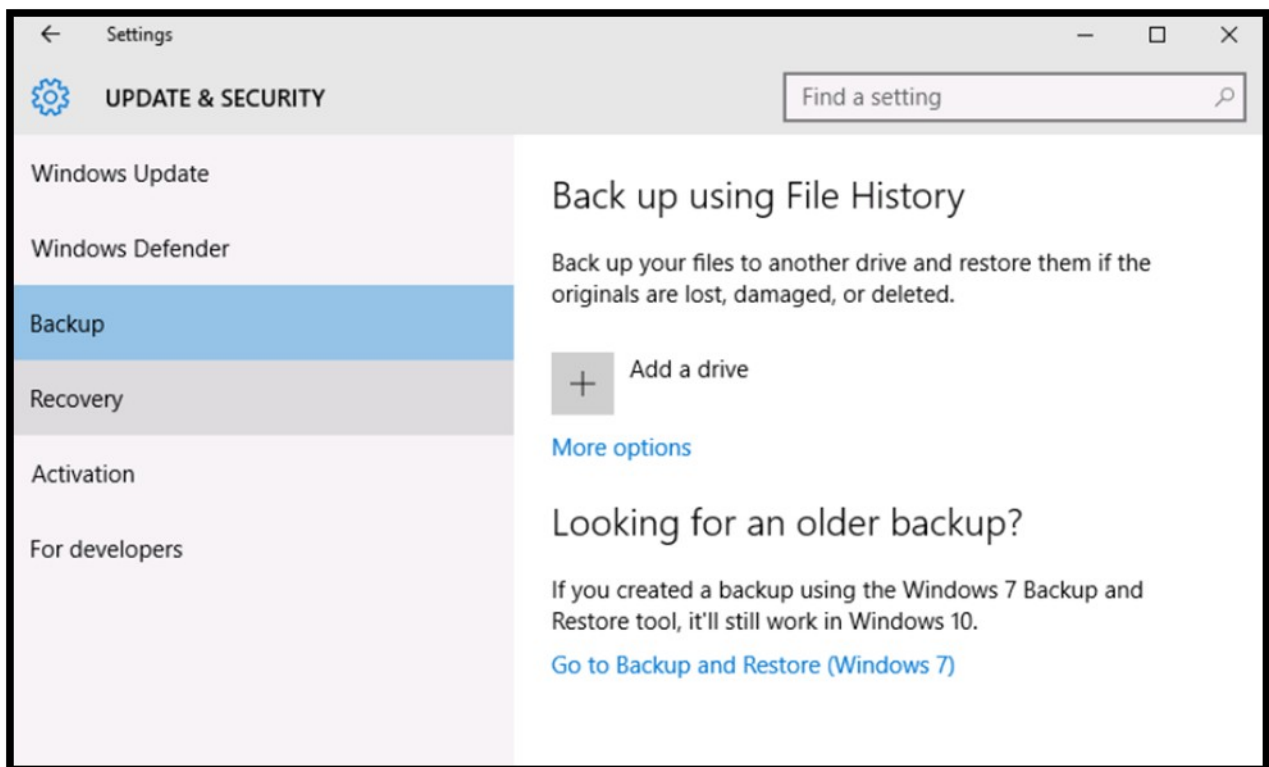 Settings
UPDATE & SECURITY
Find a setting
Windows Update
Windows Defender
Backup
Recovery
Activation
For developers
Back up using File History
Back up your files to another drive and restore them if the
originals are lost, damaged, or deleted.
Add a drive
More options
Looking for an older backup?
If you created a backup using the Windows 7 Backup and
Restore tool, it'll still work in Windows 10.
Go to Backup and Restore (Windows 7)